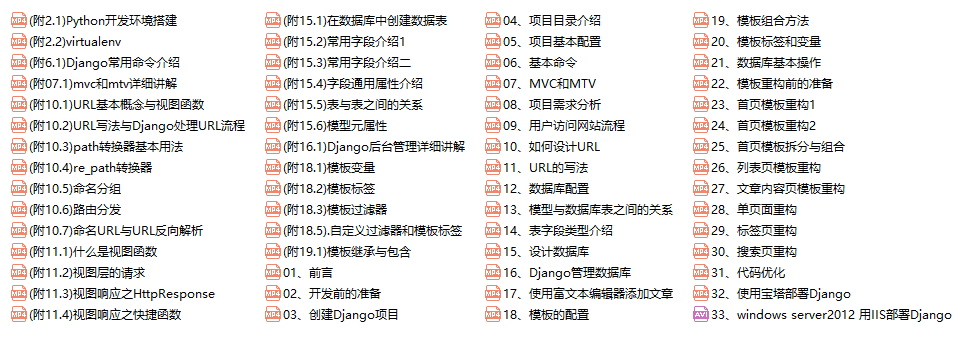 (附2.1)Python开发环境搭建
(附2.2)virtualenv
(附6.1)Django常用命令介绍
(附07.1)mvc和mtv详细讲解
(附10.1)URL基本概念与视图函数
(附10.2)URL写法与Django处理URL流程
(附10.3)path转换器基本用法
(附10.4)re_path转换器
(附10.5)命名分组
(附10.6)路由分发
(附10.7)命名URL与URL反向解析
(附11.1)什么是视图函数
(附11.2)视图层的请求
(附11.3)视图响应之HttpResponse
(附11.4)视图响应之快捷函数
(附15.1)在数据库中创建数据表
(附15.2)常用字段介绍1
(附15.3)常用字段介绍二
(附15.4)字段通用属性介绍
(附15.5)表与表之间的关系
(附15.6)模型元属性
(附16.1)Django后台管理详细讲解
(附18.1)模板变量
(附18.2)模板标签
(附18.3)模板过滤器
(附18.5).自定义过滤器和模板标签
(附19.1)模板继承与包含
01、前言
02、开发前的准备
03、创建Django项目
04、项目目录介绍
05、项目基本配置
06、基本命令
07、MVC和MTV
08、项目需求分析
09、用户访问网站流程
10、如何设计URL
11、URL的写法
12、数据库配置
13、模型与数据库表之间的关系
14、表字段类型介绍
15、设计数据库
16、Django管理数据库
17、使用富文本编辑器添加文章
18、模板的配置
19、模板组合方法
20、模板标签和变量
21、数据库基本操作
22、模板重构前的准备
23、首页模板重构1
24、首页模板重构2
25、首页模板拆分与组合
26、列表页模板重构
27、文章内容页模板重构
28、单页面重构
29、标签页重构
30、搜索页重构
31、代码优化
32、使用宝塔部署Django
33、windows server2012 用IIS部署Django